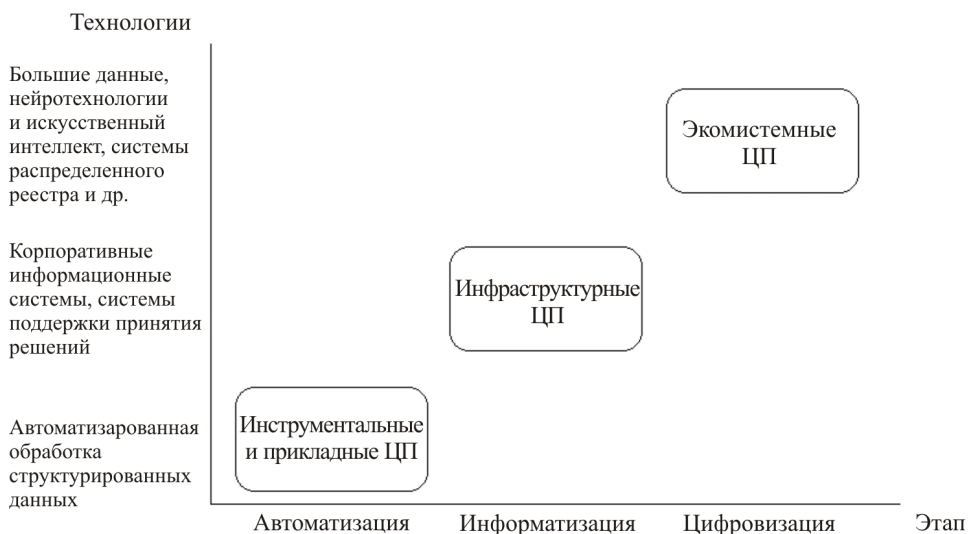 Технологии
Большие данные,
нейротехнологии
и искусственный
интеллект, системы
распределенного
реестра и др.
Экомистемные
ЦП
Корпоративные
информационные
системы, системы
поддержки принятия
решений
Инфраструктурные
ЦП
Автоматизарованная
обработка
структурированных
данных
Инструментальные
и прикладные ЦП
Автоматизация
Информатизация
Цифровизация
Этап